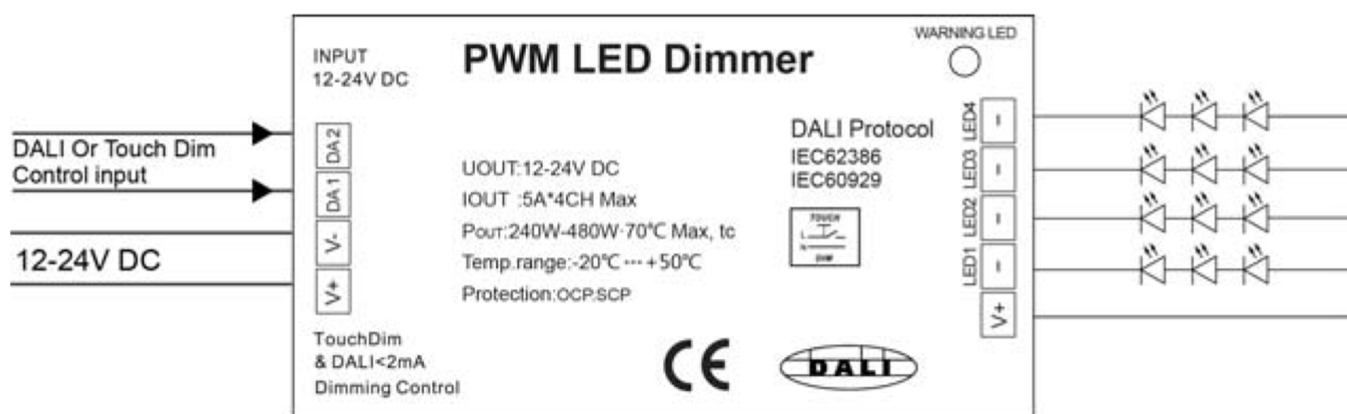 INPUT
12-24V DC
PWM LED Dimmer
WARNING LED
DALI Or Touch Dim
Control input
12-24V DC
DA2
DA1
V-
V+
UOUT:12-24V DC
IOUT :5A*4CH Max
POUT:240W-480W·70℃ Max, tc
Temp.range:-20℃ ··· +50℃
Protection:OCP.SCP
DALI Protocol
IEC62386
IEC60929
TOUCH
L
N
DIM
LED4 -
LED3 -
LED2 -
LED1 -
V+
TouchDim
& DALI<2mA
Dimming Control
CE
DALI